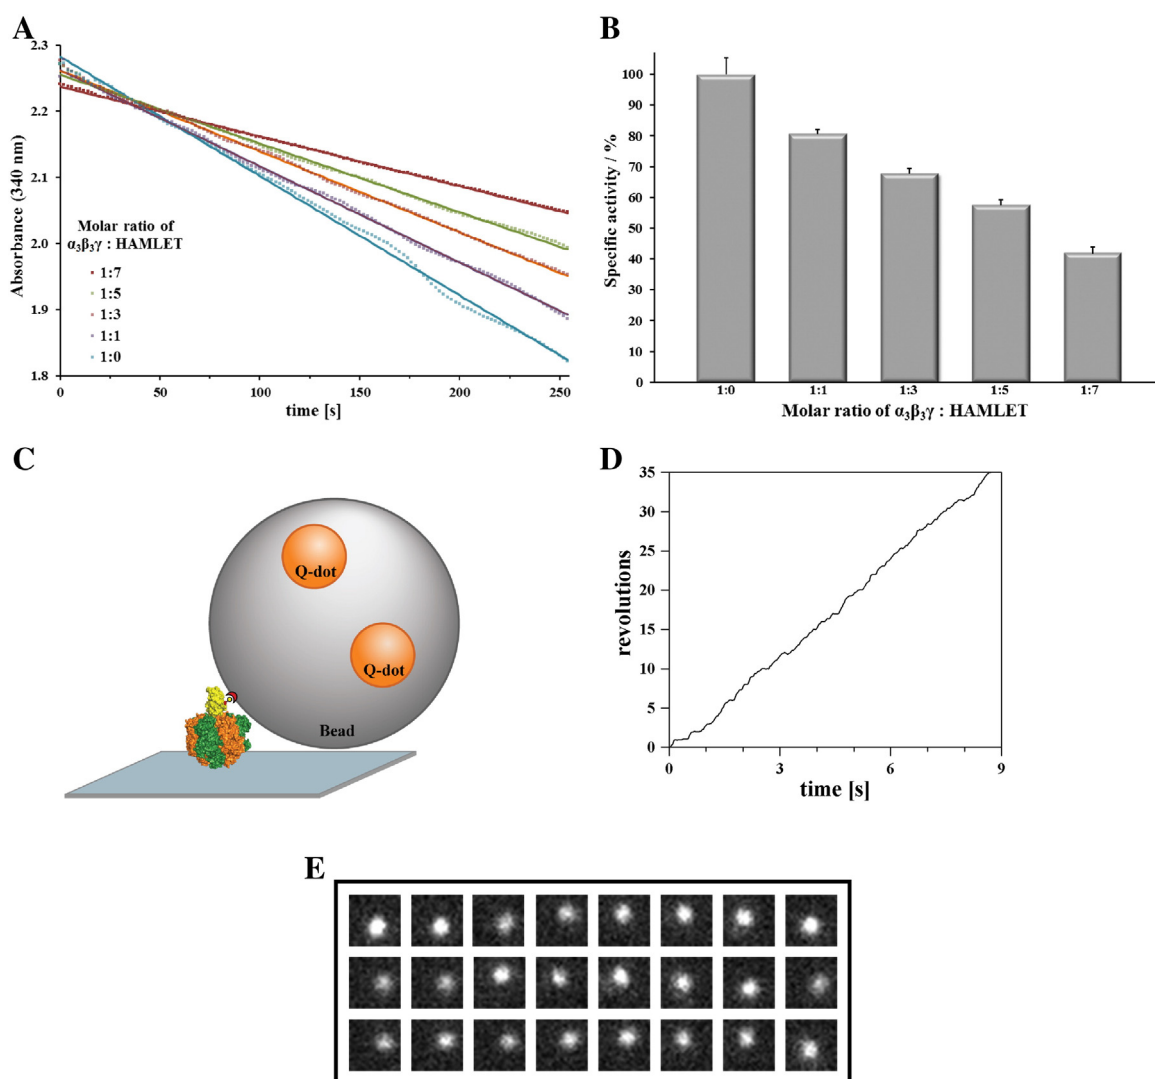 A
2.3
2.2
2.1
2.0
1.9
1.8
Absorbance (340 nm)
Molar ratio of
α₃β₃γ : HAMLET
1:7
1:5
1:3
1:1
1:0
0
50
100
150
200
250
time [s]
B
100
90
80
70
60
50
40
30
20
10
0
Specific activity / %
1:0
1:1
1:3
1:5
1:7
Molar ratio of α₃β₃γ : HAMLET
C
Q-dot
Q-dot
Bead
D
35
30
25
20
15
10
5
0
revolutions
0
3
6
9
time [s]
E